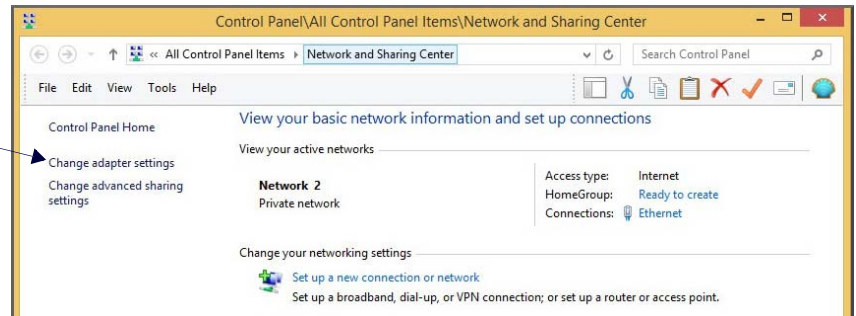 Control Panel\All Control Panel Items\Network and Sharing Center
« All Control Panel Items Network and Sharing Center Search Control Panel
File Edit View Tools Help
Control Panel Home
Change adapter settings
Change advanced sharing
settings
View your basic network information and set up connections
View your active networks
Network 2
Private network
Access type: Internet
HomeGroup: Ready to create
Connections: Ethernet
Change your networking settings
Set up a new connection or network
Set up a broadband, dial-up, or VPN connection; or set up a router or access point.